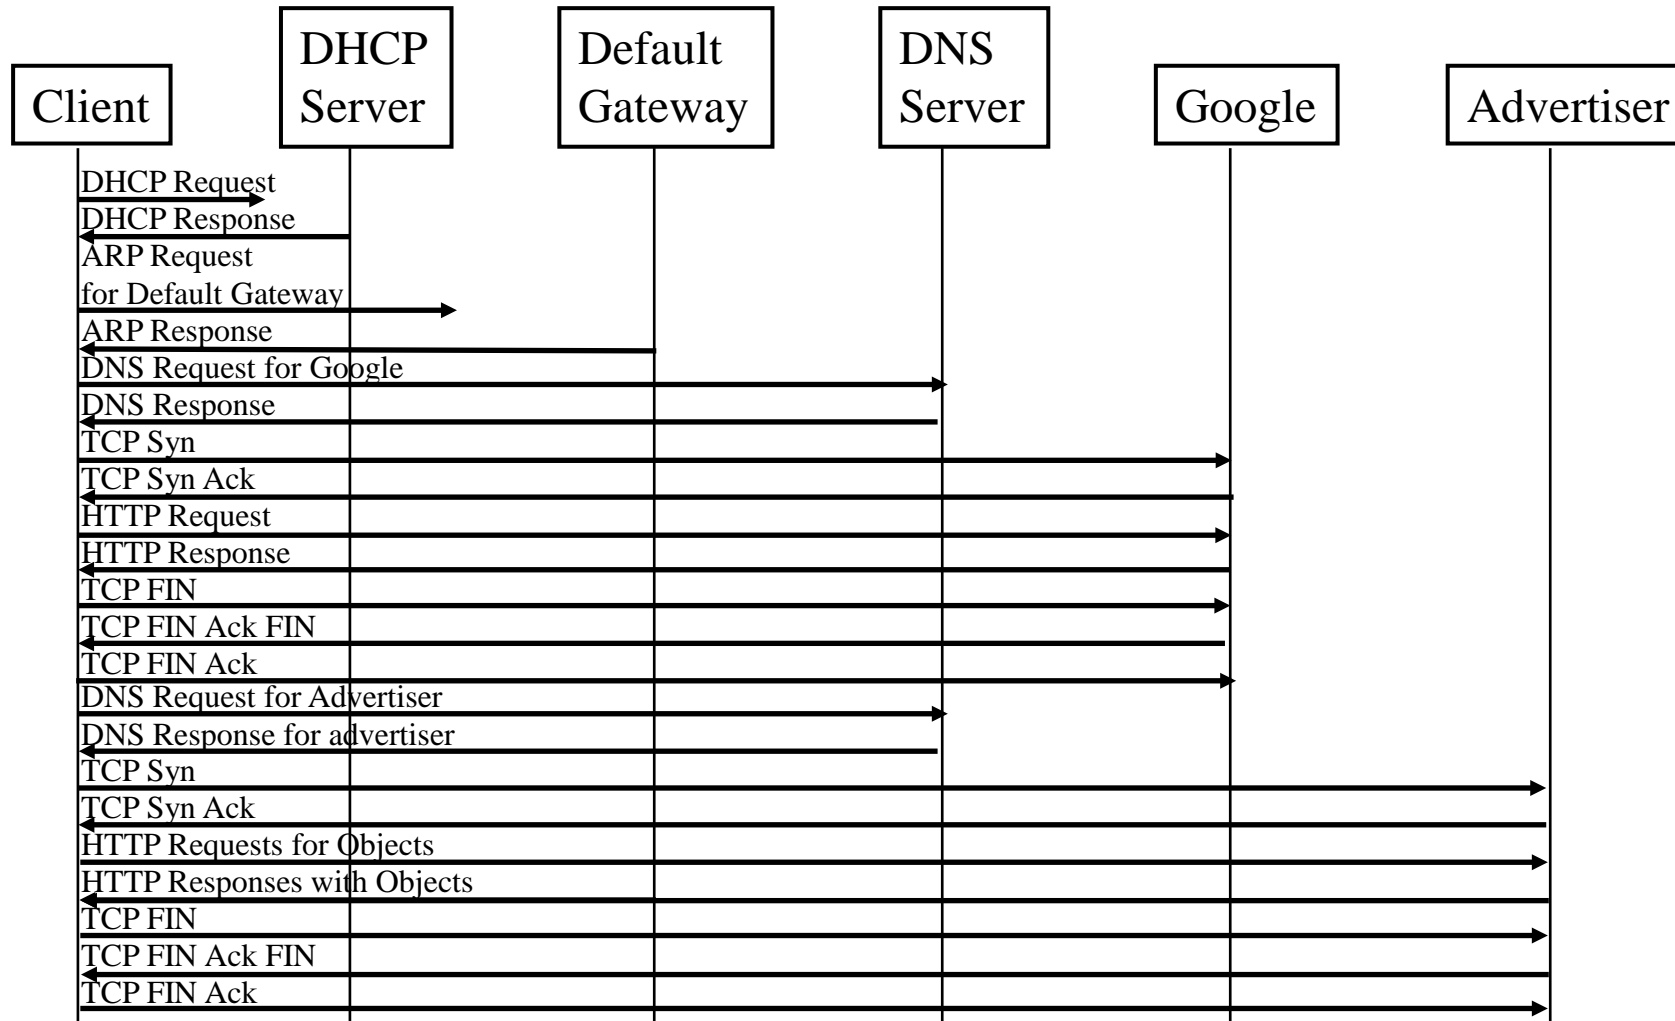 DHCP
Server
Default
Gateway
DNS
Server
Client
Google
Advertiser
DHCP Request
DHCP Response
ARP Request
for Default Gateway
ARP Response
DNS Request for Google
DNS Response
TCP Syn
TCP Syn Ack
HTTP Request
HTTP Response
TCP FIN
TCP FIN Ack FIN
TCP FIN Ack
DNS Request for Advertiser
DNS Response for advertiser
TCP Syn
TCP Syn Ack
HTTP Requests for Objects
HTTP Responses with Objects
TCP FIN
TCP FIN Ack FIN
TCP FIN Ack